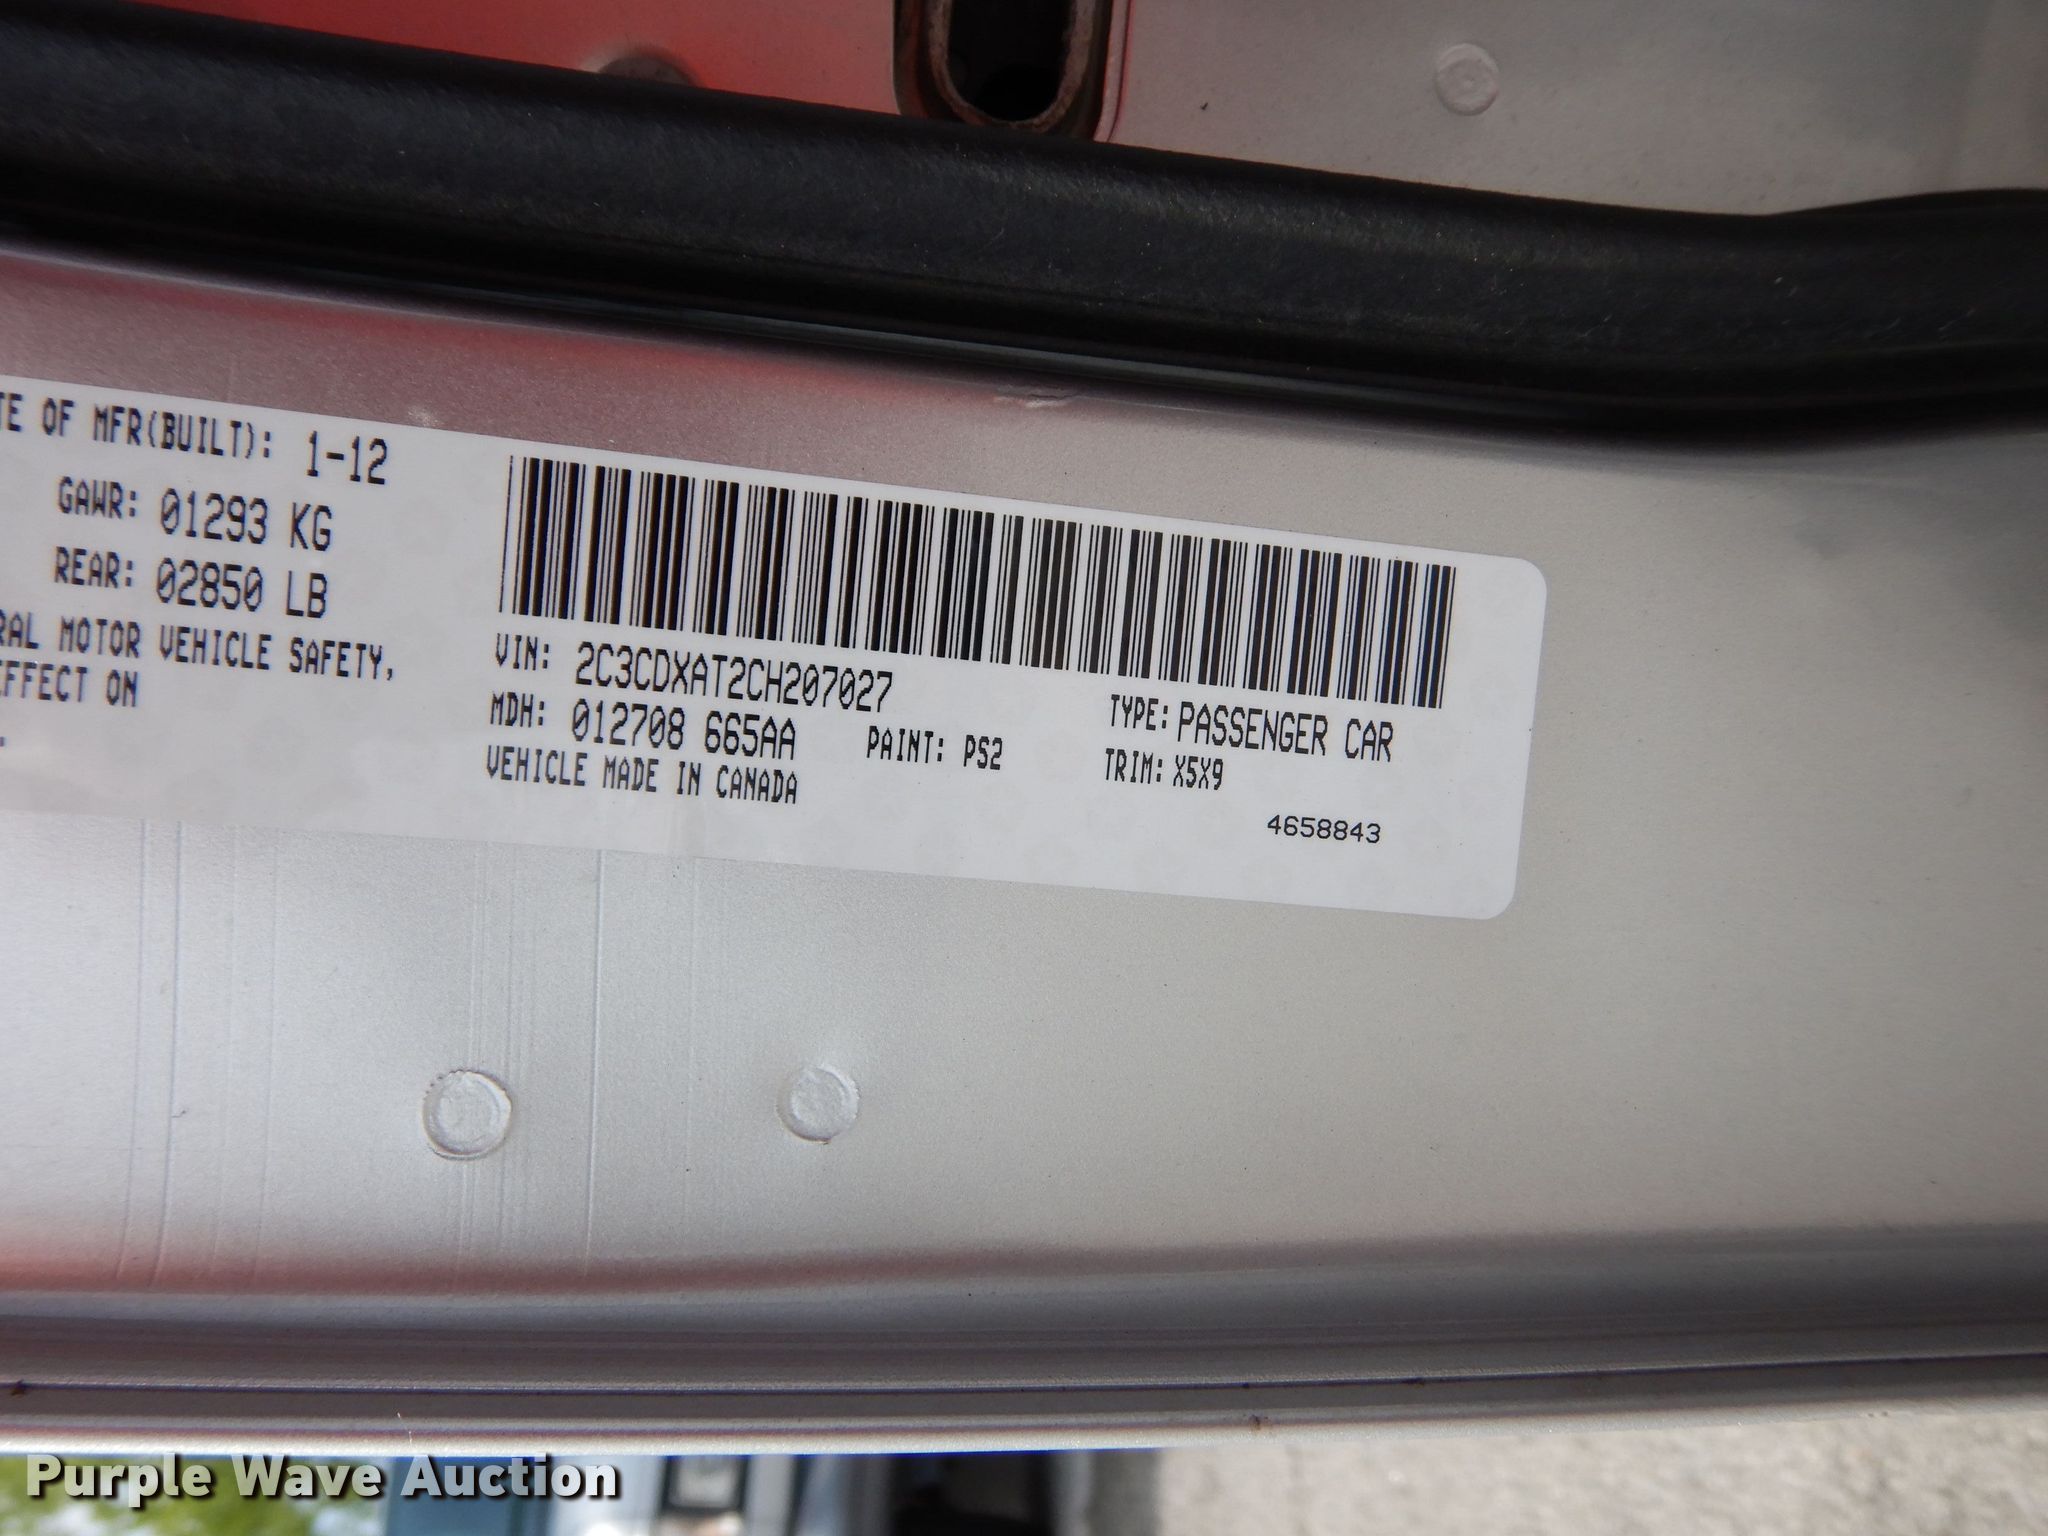 TE OF MFR(BUILT): 1-12
GAWR: 01293 KG
REAR: 02850 LB
RAL MOTOR VEHICLE SAFETY,
EFFECT ON
VIN: 2C3CDXAT2CH207027
TYPE: PASSENGER CAR
MDH: 012708 665AA PAINT: PS2
TRIM: X5X9
VEHICLE MADE IN CANADA
4658843
Purple Wave Auction